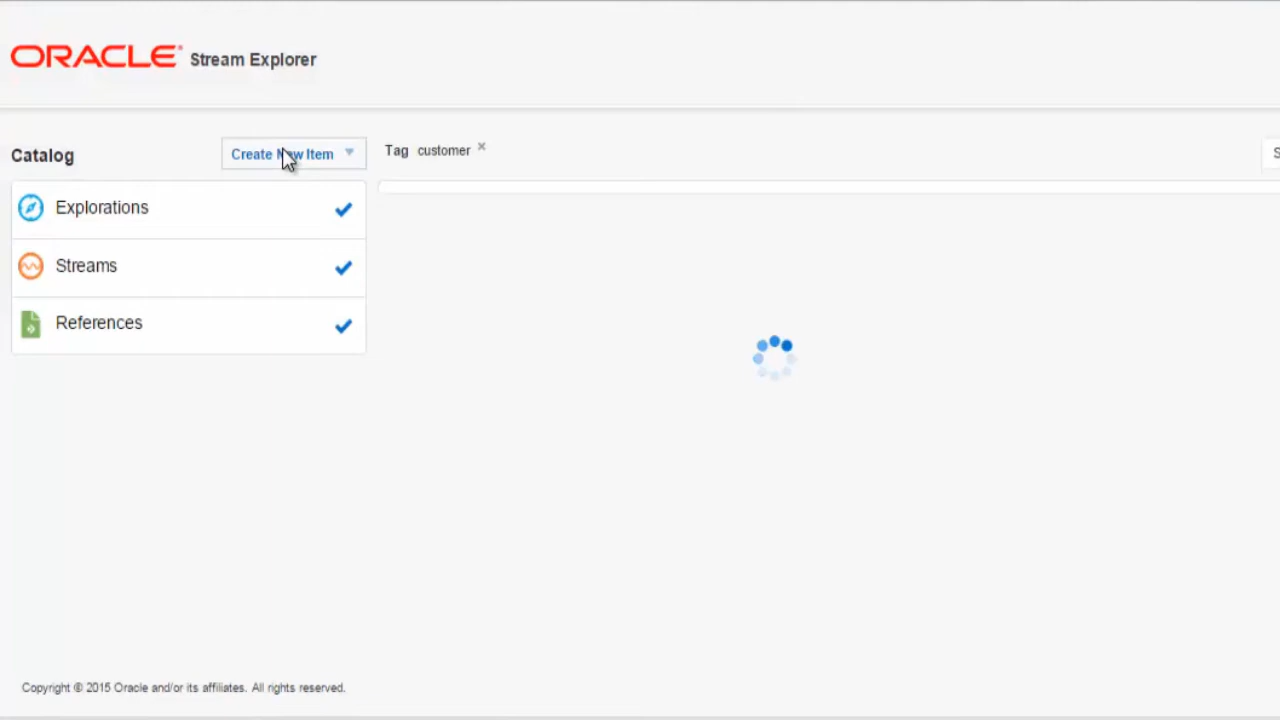 ORACLE Stream Explorer
Catalog
Create New Item
Tag customer ×
Explorations
Streams
References
Copyright © 2015 Oracle and/or its affiliates. All rights reserved.